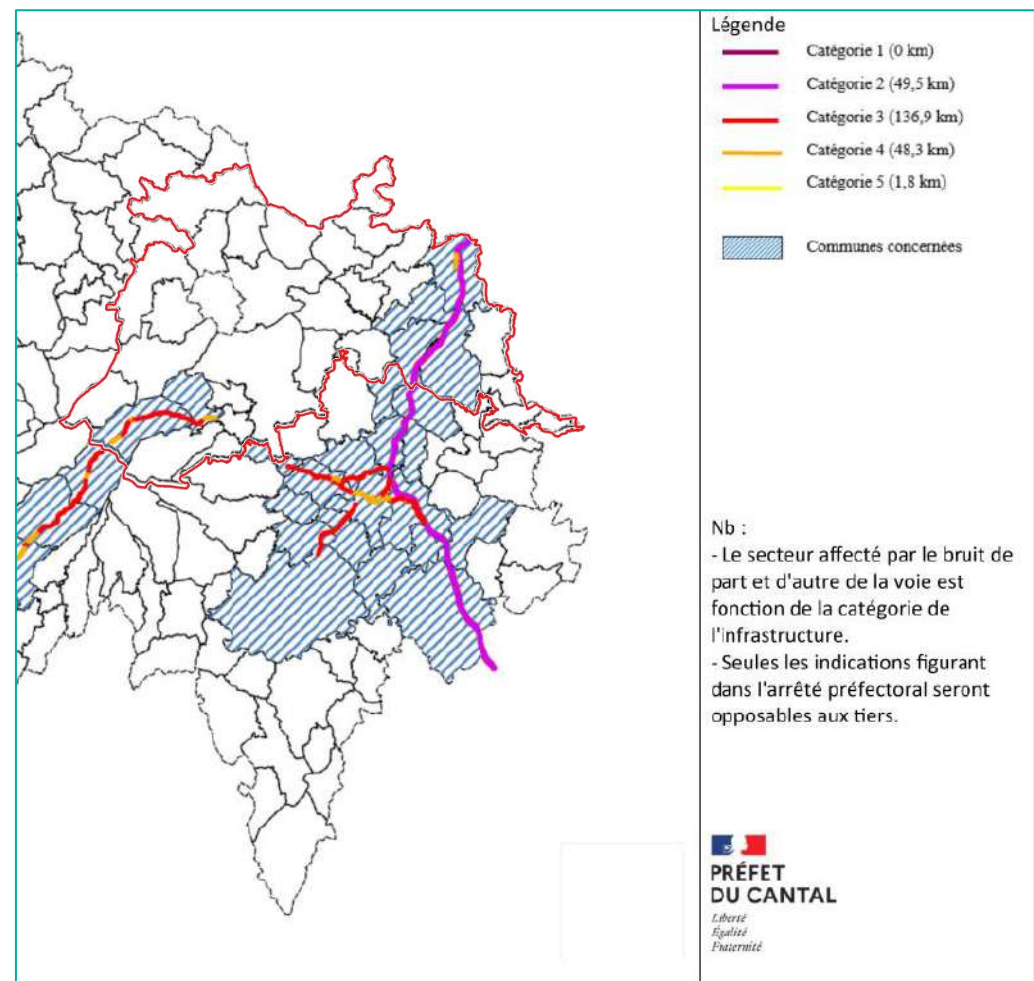 Légende
Catégorie 1 (0 km)
Catégorie 2 (49,5 km)
Catégorie 3 (136,9 km)
Catégorie 4 (48,3 km)
Catégorie 5 (1,8 km)
Communes concernées
Nb :
- Le secteur affecté par le bruit de
part et d'autre de la voie est
fonction de la catégorie de
l'infrastructure.
- Seules les indications figurant
dans l'arrêté préfectoral seront
opposables aux tiers.
PRÉFET
DU CANTAL
Liberté
Égalité
Fraternité